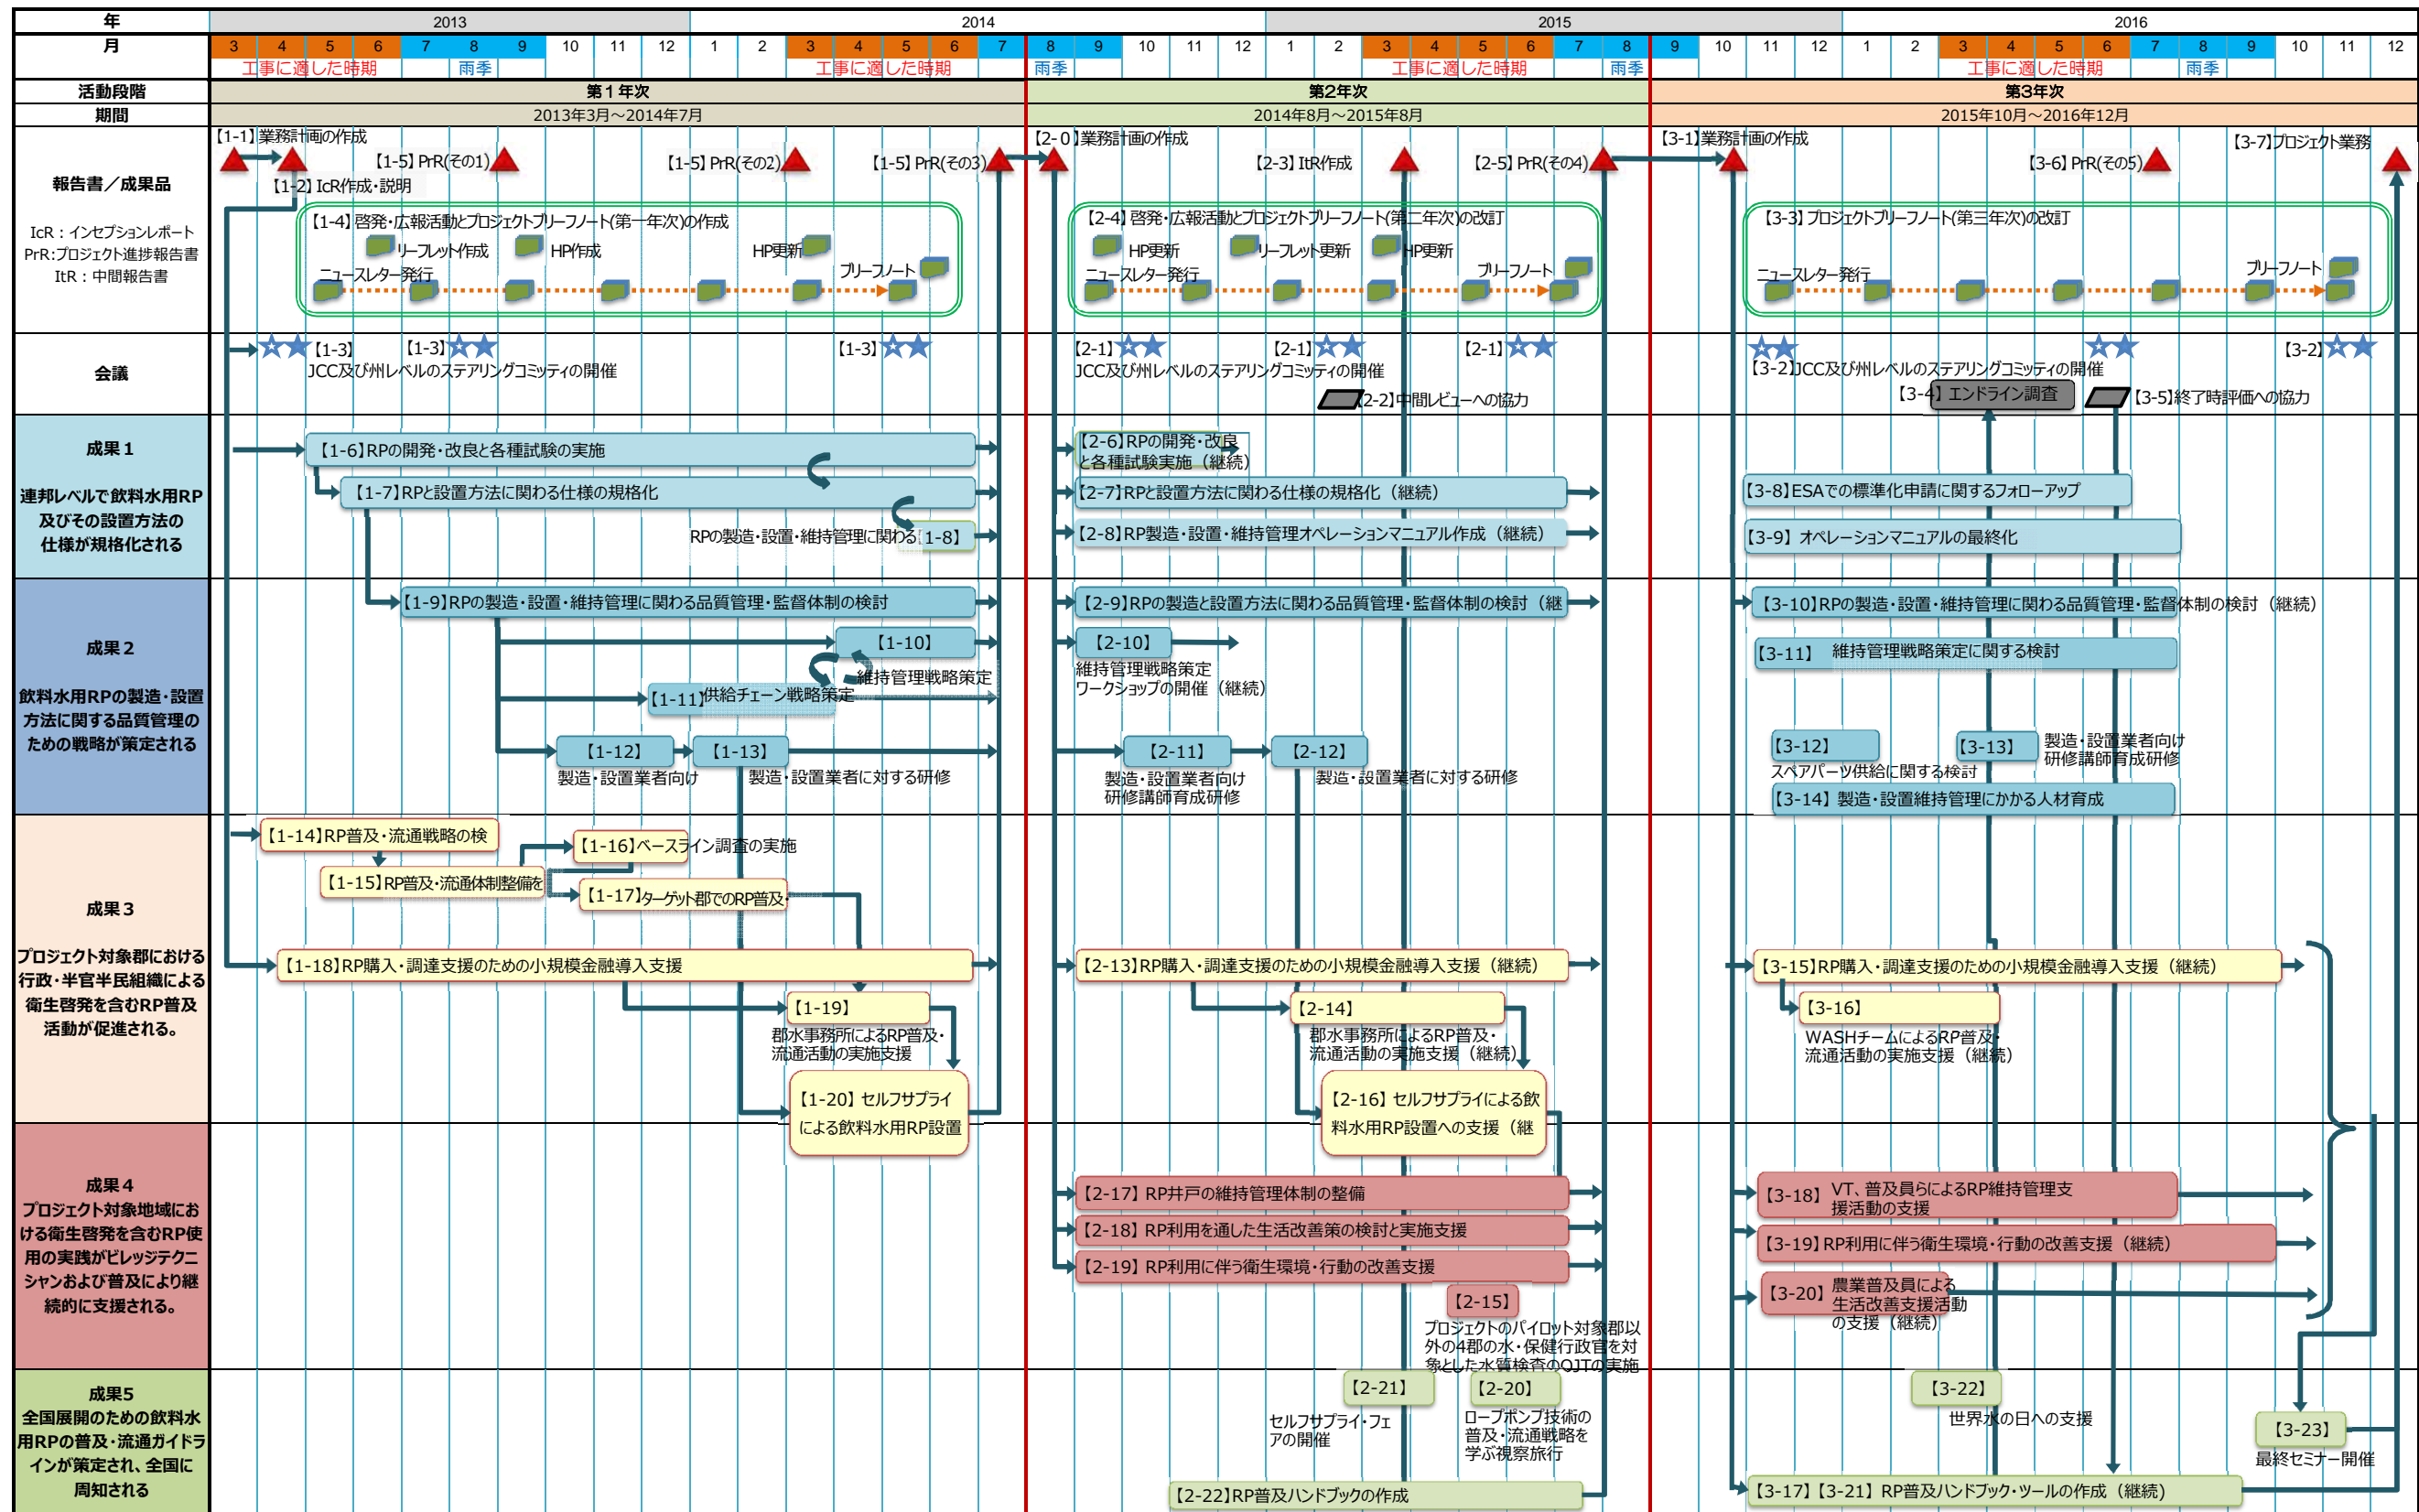 年 2013 2014 2015 2016
月 3 4 5 6 7 8 9 10 11 12 1 2 3 4 5 6 7 8 9 10 11 12 1 2 3 4 5 6 7 8 9 10 11 12 1 2 3 4 5 6 7 8 9 10 11 12
工事に適した時期 雨季 工事に適した時期 雨季 工事に適した時期 雨季 工事に適した時期 雨季
活動段階 第1年次 第2年次 第3年次
期間 2013年3月～2014年7月 2014年8月～2015年8月 2015年10月～2016年12月
報告書／成果品
IcR：インセプションレポート
PrR:プロジェクト進捗報告書
ItR：中間報告書
【1-1】業務計画の作成
【1-2】IcR作成・説明
【1-5】PrR(その1)
【1-5】PrR(その2)
【1-5】PrR(その3)
【2-0】業務計画の作成
【2-3】ItR作成
【2-5】PrR(その4)
【3-1】業務計画の作成
【3-6】PrR(その5)
【3-7】プロジェクト業務
【1-4】啓発・広報活動とプロジェクトブリーフノート(第一年次)の作成
リーフレット作成
HP作成
HP更新
ニュースレター発行
ブリーフノート
【2-4】啓発・広報活動とプロジェクトブリーフノート(第二年次)の改訂
HP更新
リーフレット更新
HP更新
ニュースレター発行
ブリーフノート
【3-3】プロジェクトブリーフノート(第三年次)の改訂
ニュースレター発行
ブリーフノート
会議
【1-3】
【1-3】
【1-3】
JCC及び州レベルのステアリングコミッティの開催
【2-1】
【2-1】
【2-1】
JCC及び州レベルのステアリングコミッティの開催
【2-2】中間レビューへの協力
【3-2】JCC及び州レベルのステアリングコミッティの開催
【3-2】
【3-4】エンドライン調査
【3-5】終了時評価への協力
成果１
連邦レベルで飲料水用RP
及びその設置方法の
仕様が規格化される
【1-6】RPの開発・改良と各種試験の実施
【1-7】RPと設置方法に関わる仕様の規格化
RPの製造・設置・維持管理に関わる
1-8】
【2-6】RPの開発・改良
と各種試験実施（継続）
【2-7】RPと設置方法に関わる仕様の規格化（継続）
【2-8】RP製造・設置・維持管理オペレーションマニュアル作成（継続）
【3-8】ESAでの標準化申請に関するフォローアップ
【3-9】オペレーションマニュアルの最終化
成果２
飲料水用RPの製造・設置
方法に関する品質管理の
ための戦略が策定される
【1-9】RPの製造・設置・維持管理に関わる品質管理・監督体制の検討
【1-10】
維持管理戦略策定
【1-11】供給チェーン戦略策定
【1-12】
製造・設置業者向け
【1-13】
製造・設置業者に対する研修
【2-9】RPの製造と設置方法に関わる品質管理・監督体制の検討（継
【2-10】
維持管理戦略策定
ワークショップの開催（継続）
【2-11】
製造・設置業者向け
研修講師育成研修
【2-12】
製造・設置業者に対する研修
【3-10】RPの製造・設置・維持管理に関わる品質管理・監督体制の検討（継続）
【3-11】 維持管理戦略策定に関する検討
【3-12】
スペアパーツ供給に関する検討
【3-13】
製造・設置業者向け
研修講師育成研修
【3-14】製造・設置維持管理にかかる人材育成
成果３
プロジェクト対象郡における
行政・半官半民組織による
衛生啓発を含むRP普及
活動が促進される。
【1-14】RP普及・流通戦略の検
【1-15】RP普及・流通体制整備を
【1-16】ベースライン調査の実施
【1-17】ターゲット郡でのRP普及・
【1-18】RP購入・調達支援のための小規模金融導入支援
【1-19】
郡水事務所によるRP普及・
流通活動の実施支援
【1-20】セルフサプライ
による飲料水用RP設置
【2-13】RP購入・調達支援のための小規模金融導入支援（継続）
【2-14】
郡水事務所によるRP普及・
流通活動の実施支援（継続）
【2-16】セルフサプライによる飲
料水用RP設置への支援（継
【3-15】RP購入・調達支援のための小規模金融導入支援（継続）
【3-16】
WASHチームによるRP普及・
流通活動の実施支援（継続）
成果４
プロジェクト対象地域にお
ける衛生啓発を含むRP使
用の実践がビレッジテクニ
シャンおよび普及により継
続的に支援される。
【2-17】RP井戸の維持管理体制の整備
【2-18】RP利用を通した生活改善策の検討と実施支援
【2-19】RP利用に伴う衛生環境・行動の改善支援
【2-15】
プロジェクトのパイロット対象郡以
外の4郡の水・保健行政官を対
象とした水質検査のOJTの実施
【3-18】 VT、普及員らによるRP維持管理支
援活動の支援
【3-19】RP利用に伴う衛生環境・行動の改善支援（継続）
【3-20】 農業普及員による
生活改善支援活動
の支援（継続）
成果5
全国展開のための飲料水
用RPの普及・流通ガイドラ
インが策定され、全国に
周知される
【2-21】
セルフサプライ・フェ
アの開催
【2-20】
ロープポンプ技術の
普及・流通戦略を
学ぶ視察旅行
【2-22】RP普及ハンドブックの作成
【3-22】
世界水の日への支援
【3-23】
最終セミナー開催
【3-17】【3-21】RP普及ハンドブック・ツールの作成（継続）